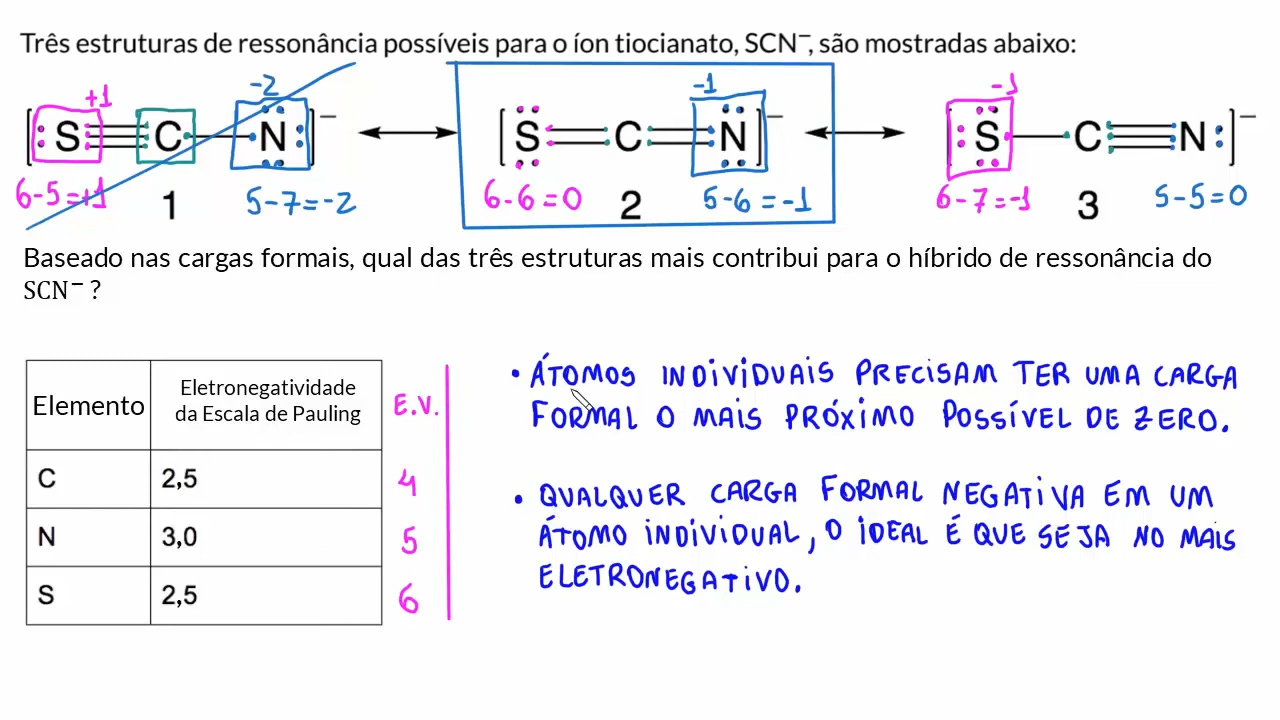 Três estruturas de ressonância possíveis para o íon tiocianato, SCN⁻, são mostradas abaixo:
+1 -2 -1 -1
[S C N]⁻ [S C N]⁻ [S C N]⁻
6-5=+1 1 5-7=-2 6-6=0 2 5-6=-1 6-7=-1 3 5-5=0
Baseado nas cargas formais, qual das três estruturas mais contribui para o híbrido de ressonância do
SCN⁻ ?
Elemento Eletronegatividade
da Escala de Pauling E.V.
C 2,5 4
N 3,0 5
S 2,5 6
• ÁTOMOS INDIVIDUAIS PRECISAM TER UMA CARGA
FORMAL O MAIS PRÓXIMO POSSÍVEL DE ZERO.
• QUALQUER CARGA FORMAL NEGATIVA EM UM
ÁTOMO INDIVIDUAL, O IDEAL É QUE SEJA NO MAIS
ELETRONEGATIVO.